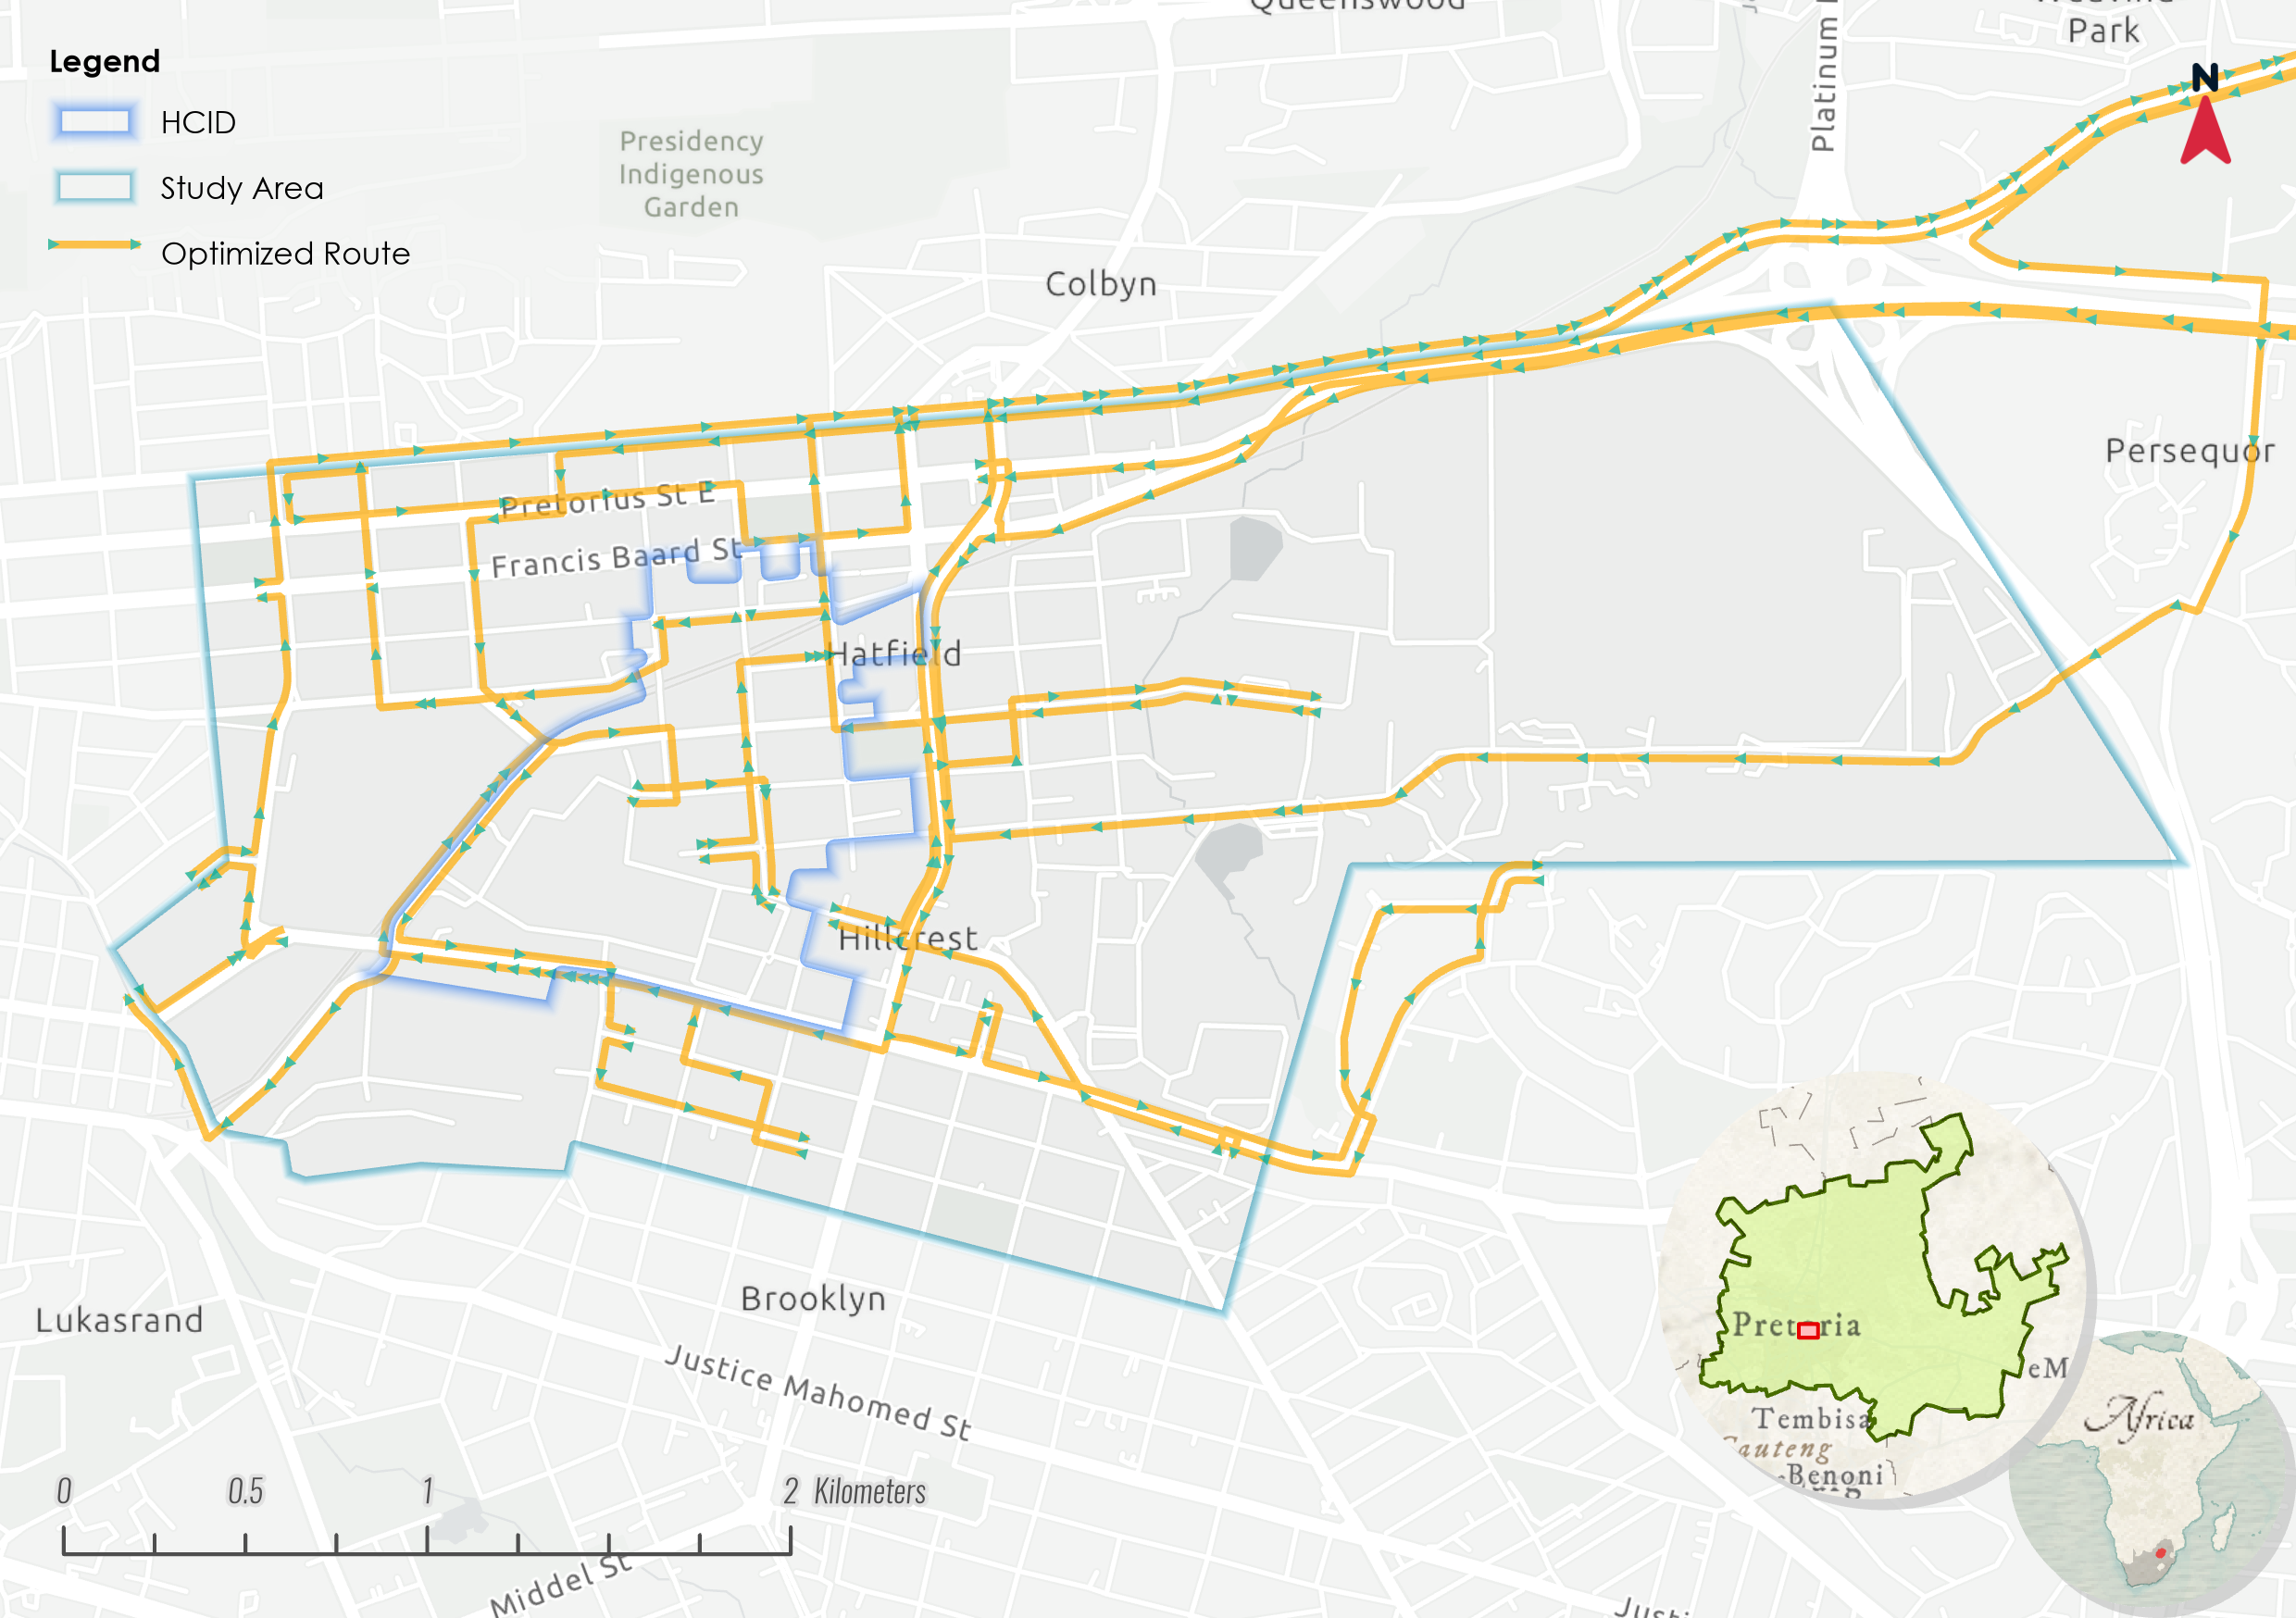 Queenswood
Park
Platinum
N
Legend
HCID
Study Area
Optimized Route
Presidency
Indigenous
Garden
Colbyn
Persequor
Pretorius St E
Francis Baard St
Hatfield
Hillcrest
Brooklyn
Lukasrand
Justice Mahomed St
Middel St
0 0.5 1 2 Kilometers
Pretoria
eM
Tembisa
Gauteng
Benoni
Africa